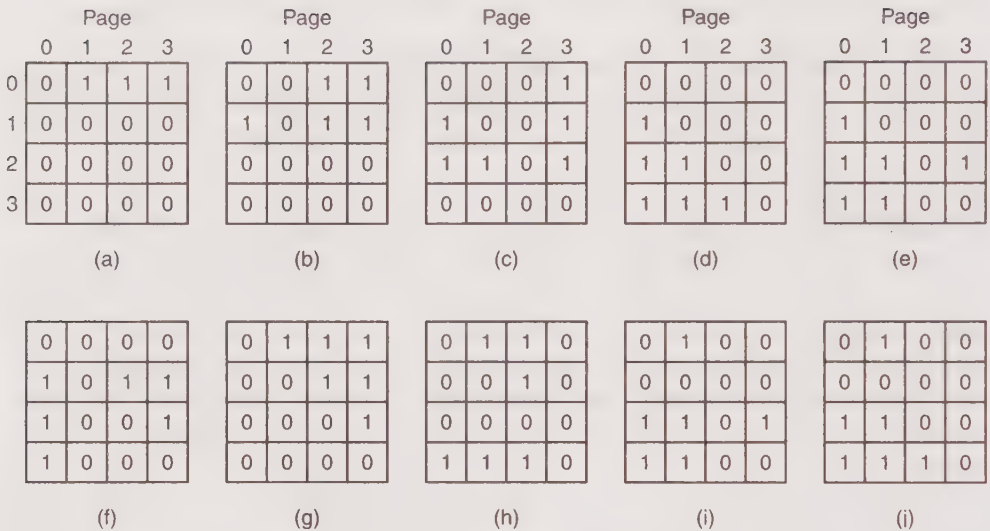 Page Page Page Page Page
0 1 2 3 0 1 2 3 0 1 2 3 0 1 2 3 0 1 2 3
0 0 1 1 1 0 0 1 1 0 0 0 1 0 0 0 0 0 0 0 0
1 0 0 0 0 1 0 1 1 1 0 0 1 1 0 0 0 1 0 0 0
2 0 0 0 0 0 0 0 0 1 1 0 1 1 1 0 0 1 1 0 1
3 0 0 0 0 0 0 0 0 0 0 0 0 1 1 1 0 1 1 0 0
(a) (b) (c) (d) (e)
0 0 0 0 0 1 1 1 0 1 1 0 0 1 0 0 0 1 0 0
1 0 1 1 0 0 1 1 0 0 1 0 0 0 0 0 0 0 0 0
1 0 0 1 0 0 0 1 0 0 0 0 1 1 0 1 1 1 0 0
1 0 0 0 0 0 0 0 1 1 1 0 1 1 0 0 1 1 1 0
(f) (g) (h) (i) (j)